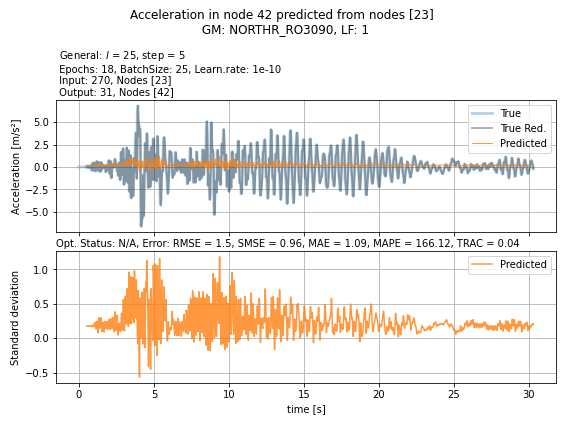 Acceleration in node 42 predicted from nodes [23]
GM: NORTHR_RO3090, LF: 1
General: l = 25, step = 5
Epochs: 18, BatchSize: 25, Learn.rate: 1e-10
Input: 270, Nodes [23]
Output: 31, Nodes [42]
Acceleration [m/s²]
5.0
2.5
0.0
−2.5
−5.0
True
True Red.
Predicted
Opt. Status: N/A, Error: RMSE = 1.5, SMSE = 0.96, MAE = 1.09, MAPE = 166.12, TRAC = 0.04
Standard deviation
1.0
0.5
0.0
−0.5
Predicted
0 5 10 15 20 25 30
time [s]